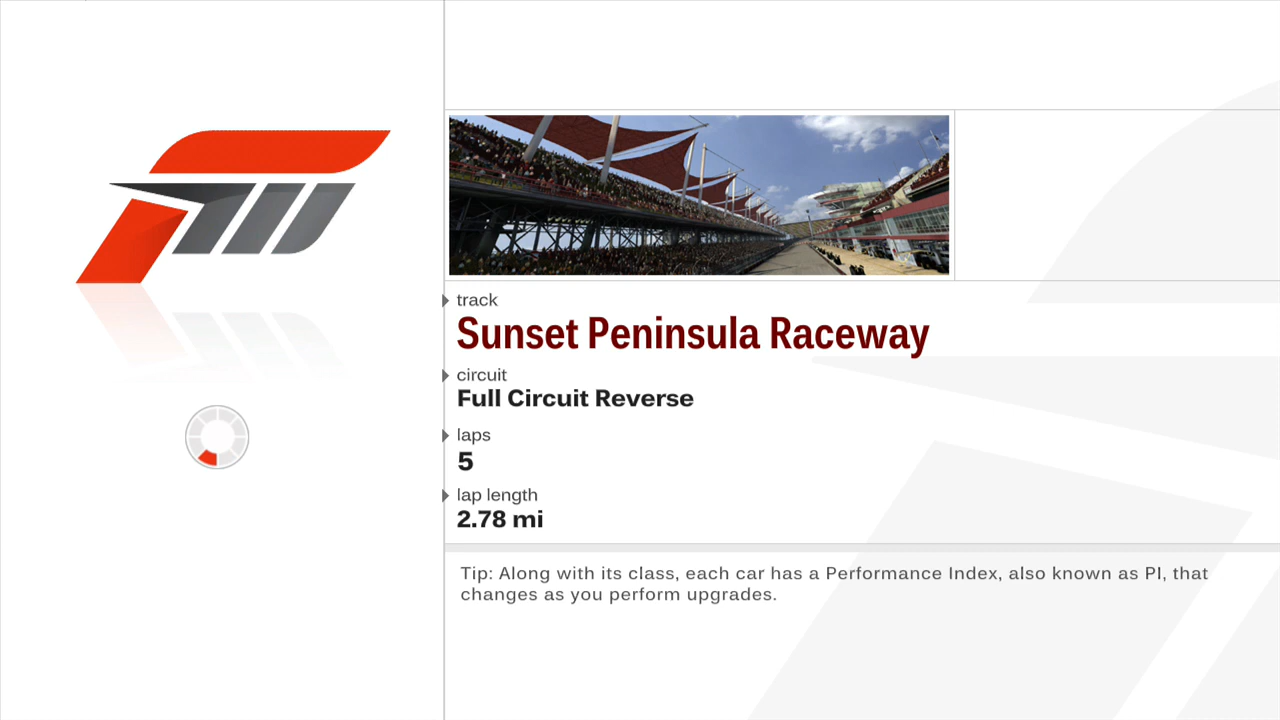 track
Sunset Peninsula Raceway
circuit
Full Circuit Reverse
laps
5
lap length
2.78 mi
Tip: Along with its class, each car has a Performance Index, also known as PI, that
changes as you perform upgrades.